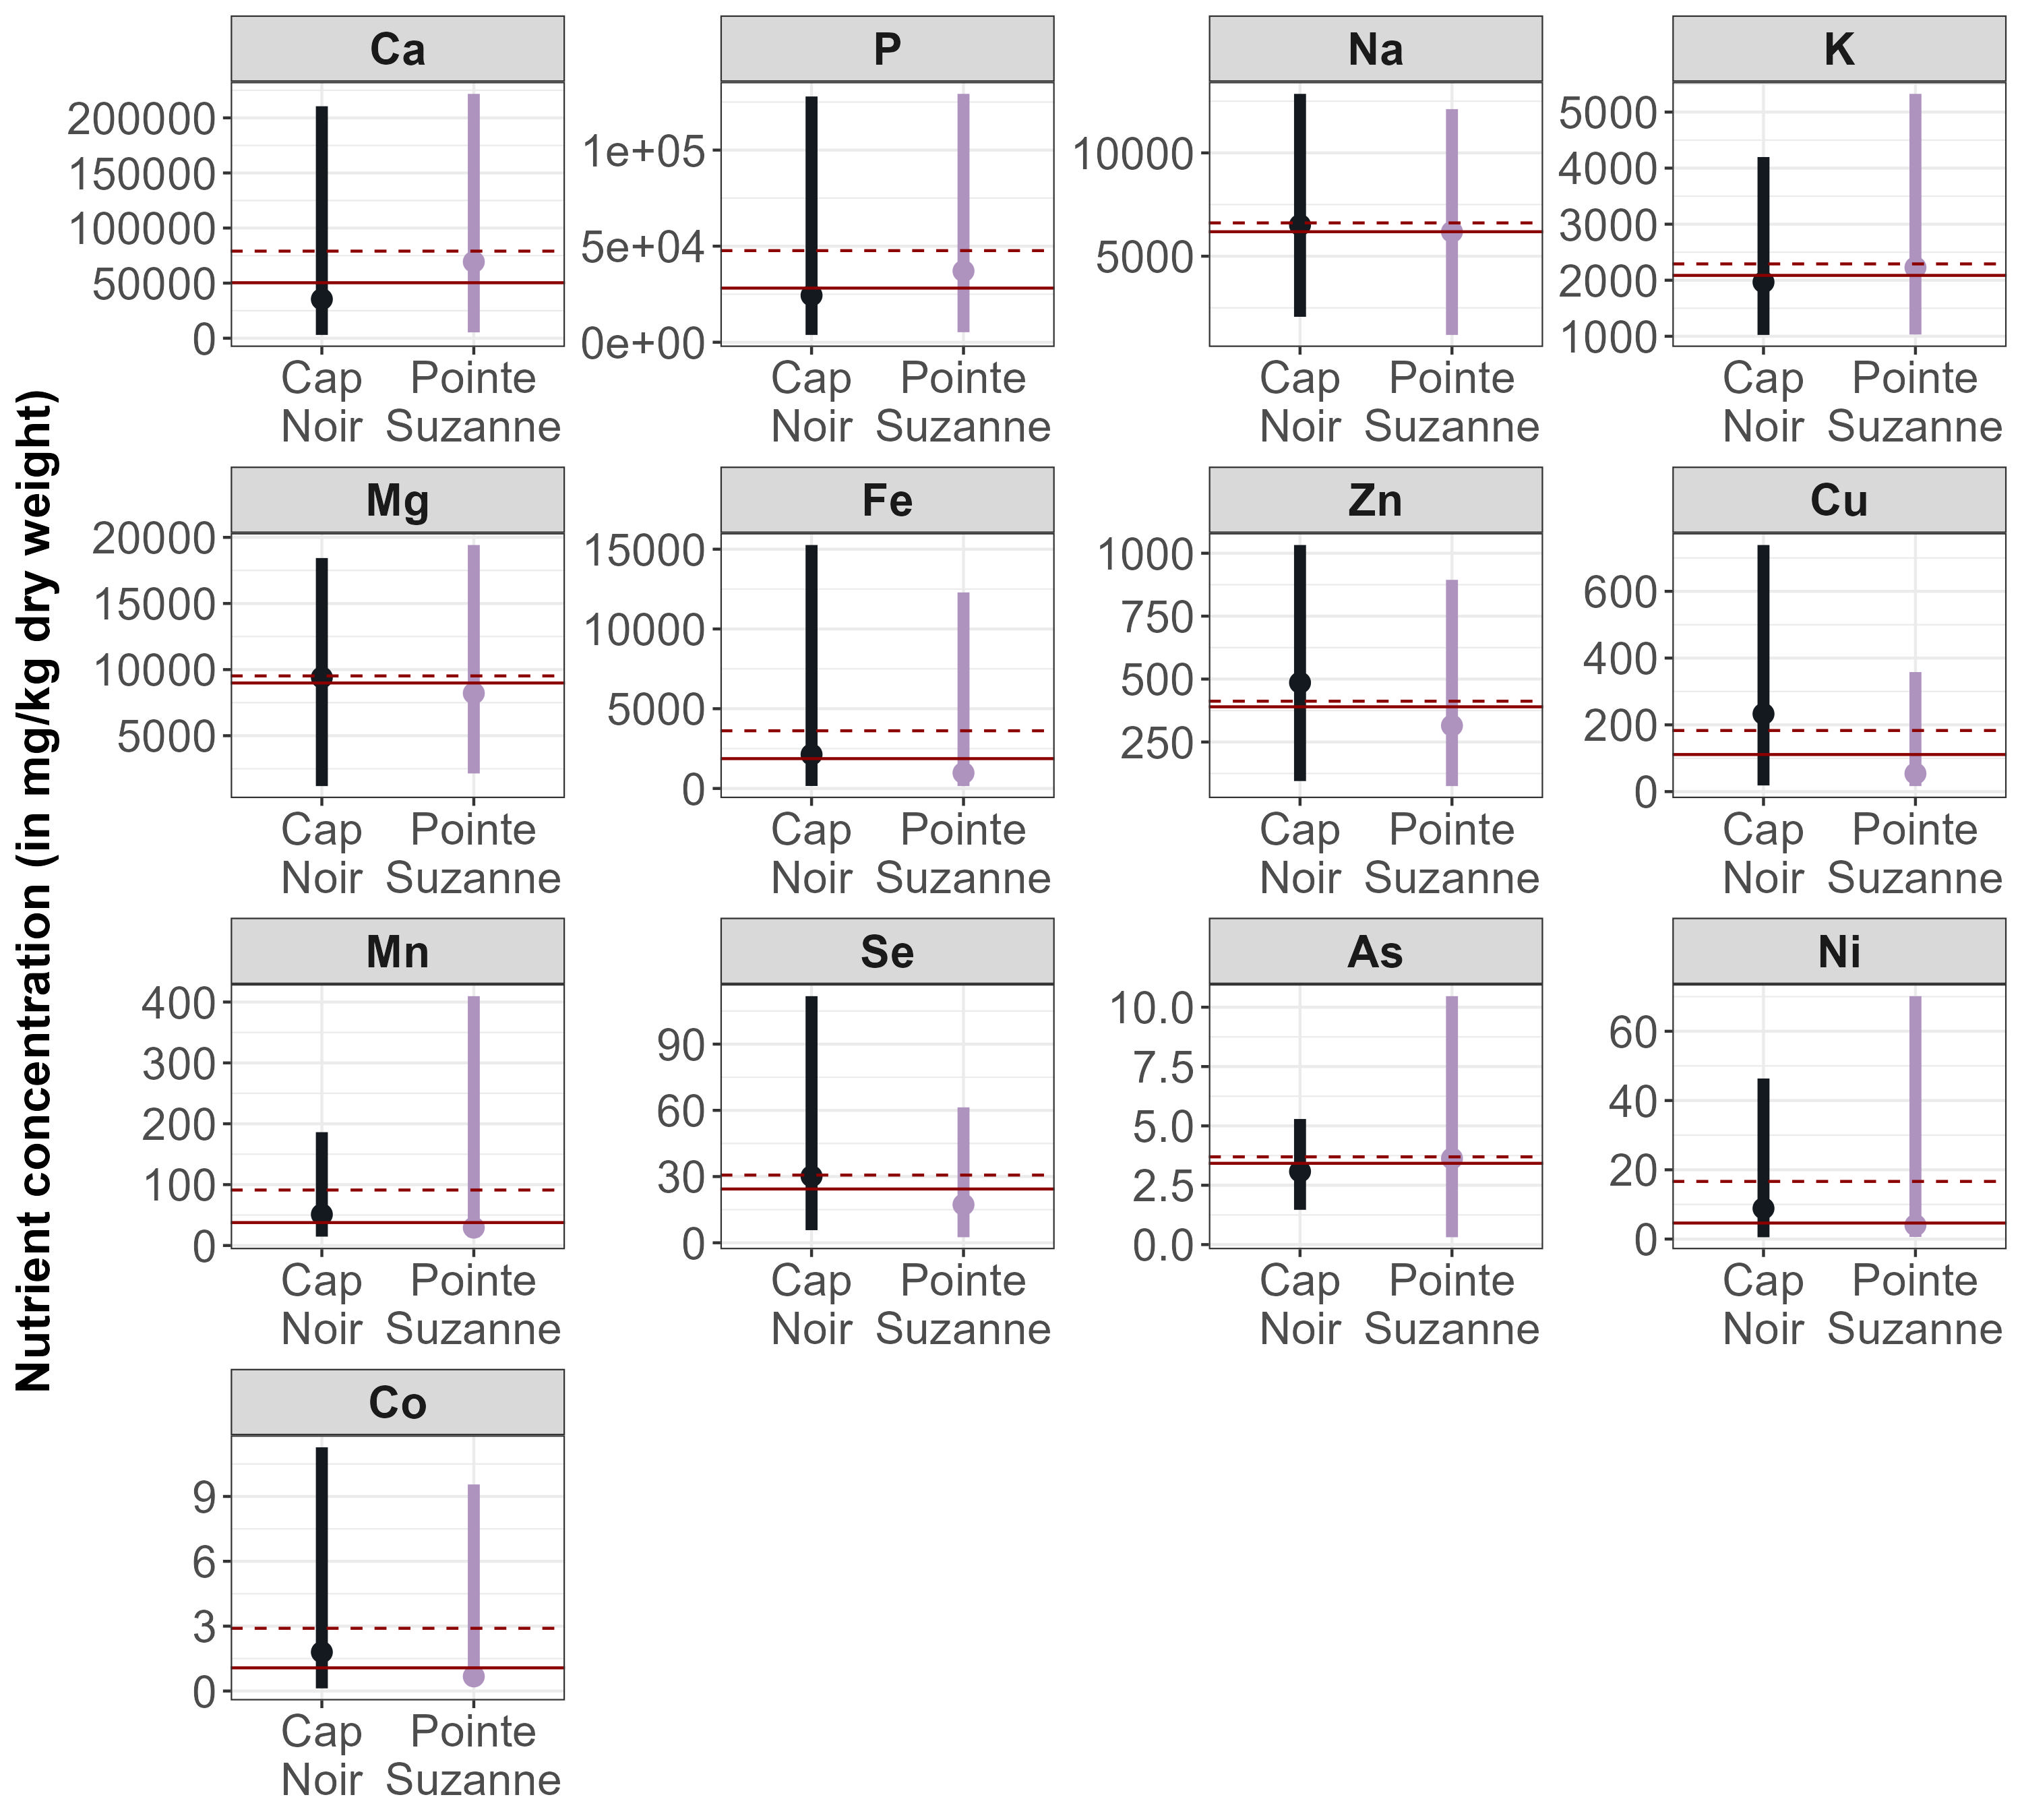 Nutrient concentration (in mg/kg dry weight)
Ca
P
Na
K
200000
150000
100000
50000
0
1e+05
5e+04
0e+00
10000
5000
5000
4000
3000
2000
1000
Cap Pointe
Noir Suzanne
Cap Pointe
Noir Suzanne
Cap Pointe
Noir Suzanne
Cap Pointe
Noir Suzanne
Mg
Fe
Zn
Cu
20000
15000
10000
5000
15000
10000
5000
0
1000
750
500
250
600
400
200
0
Cap Pointe
Noir Suzanne
Cap Pointe
Noir Suzanne
Cap Pointe
Noir Suzanne
Cap Pointe
Noir Suzanne
Mn
Se
As
Ni
400
300
200
100
0
90
60
30
0
10.0
7.5
5.0
2.5
0.0
60
40
20
0
Cap Pointe
Noir Suzanne
Cap Pointe
Noir Suzanne
Cap Pointe
Noir Suzanne
Cap Pointe
Noir Suzanne
Co
9
6
3
0
Cap Pointe
Noir Suzanne